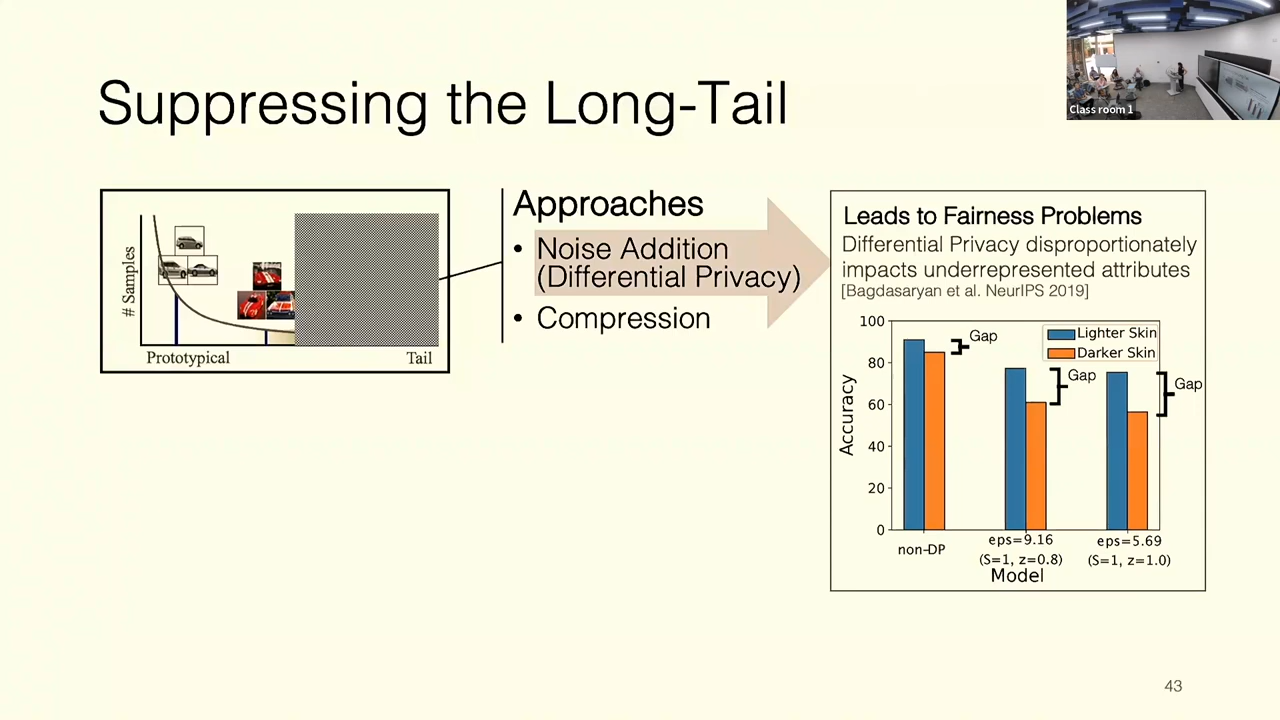 Class room 1
Suppressing the Long-Tail
# Samples
Prototypical
Tail
Approaches
• Noise Addition
(Differential Privacy)
• Compression
Leads to Fairness Problems
Differential Privacy disproportionately
impacts underrepresented attributes
[Bagdasaryan et al. NeurIPS 2019]
Accuracy
100
80
60
40
20
0
Lighter Skin
Darker Skin
Gap
Gap
Gap
non-DP
eps=9.16
(S=1, z=0.8)
eps=5.69
(S=1, z=1.0)
Model
43